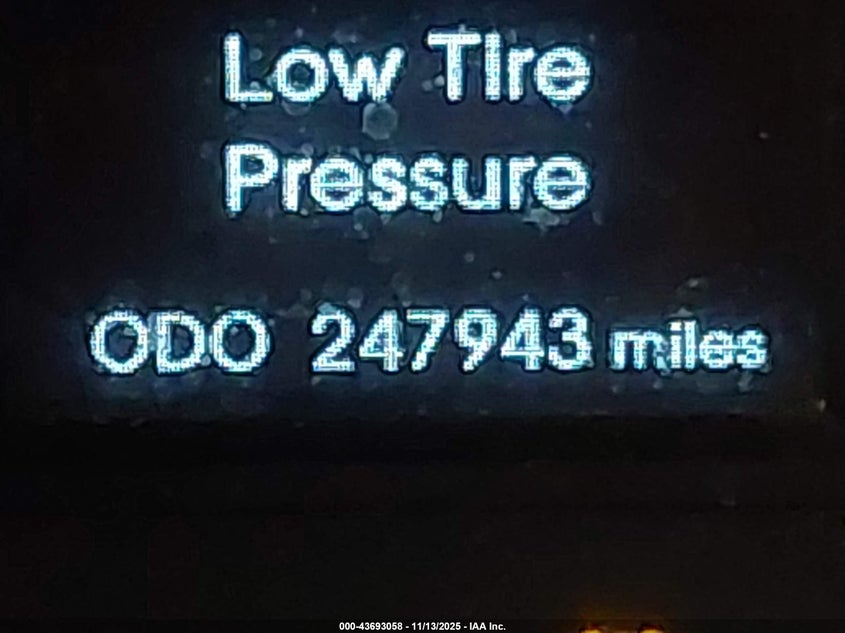 Low Tire
Pressure
ODO 247943 miles
000-43693058 - 11/13/2025 - IAA Inc.